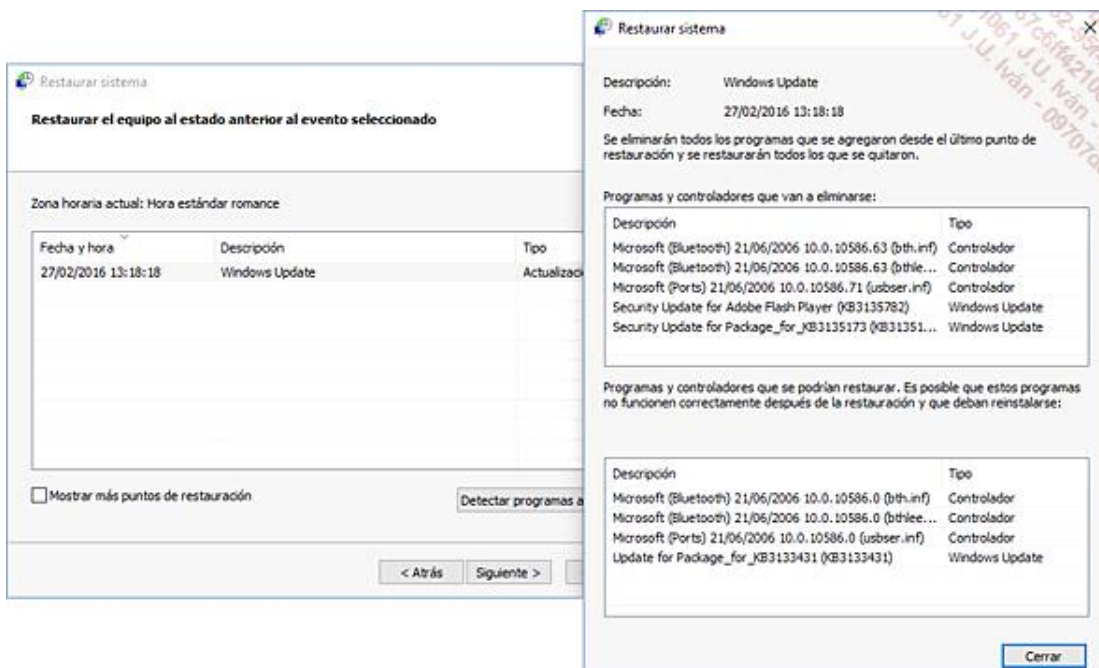 Restaurar sistema
Restaurar el equipo al estado anterior al evento seleccionado
Zona horaria actual: Hora estándar romance
Fecha y hora Descripción Tipo
27/02/2016 13:18:18 Windows Update
Mostrar más puntos de restauración
Detectar programas
< Atrás Siguiente >
Restaurar sistema
Descripción: Windows Update
Fecha: 27/02/2016 13:18:18
Se eliminarán todos los programas que se agregaron desde el último punto de
restauración y se restaurarán todos los que se quitaron.
Programas y controladores que van a eliminarse:
Descripción Tipo
Microsoft (Bluetooth) 21/06/2006 10.0.10586.63 (bth.inf) Controlador
Microsoft (Bluetooth) 21/06/2006 10.0.10586.63 (bthle... Controlador
Microsoft (Ports) 21/06/2006 10.0.10586.71 (usbser.inf) Controlador
Security Update for Adobe Flash Player (KB3135782) Windows Update
Security Update for Package_for_KB3135173 (KB31351... Windows Update
Programas y controladores que se podrían restaurar. Es posible que estos programas
no funcionen correctamente después de la restauración y que deban reinstalarse:
Descripción Tipo
Microsoft (Bluetooth) 21/06/2006 10.0.10586.0 (bth.inf) Controlador
Microsoft (Bluetooth) 21/06/2006 10.0.10586.0 (bthlee... Controlador
Microsoft (Ports) 21/06/2006 10.0.10586.0 (usbser.inf) Controlador
Update for Package_for_KB3133431 (KB3133431) Windows Update
Cerrar
J.U. Iván